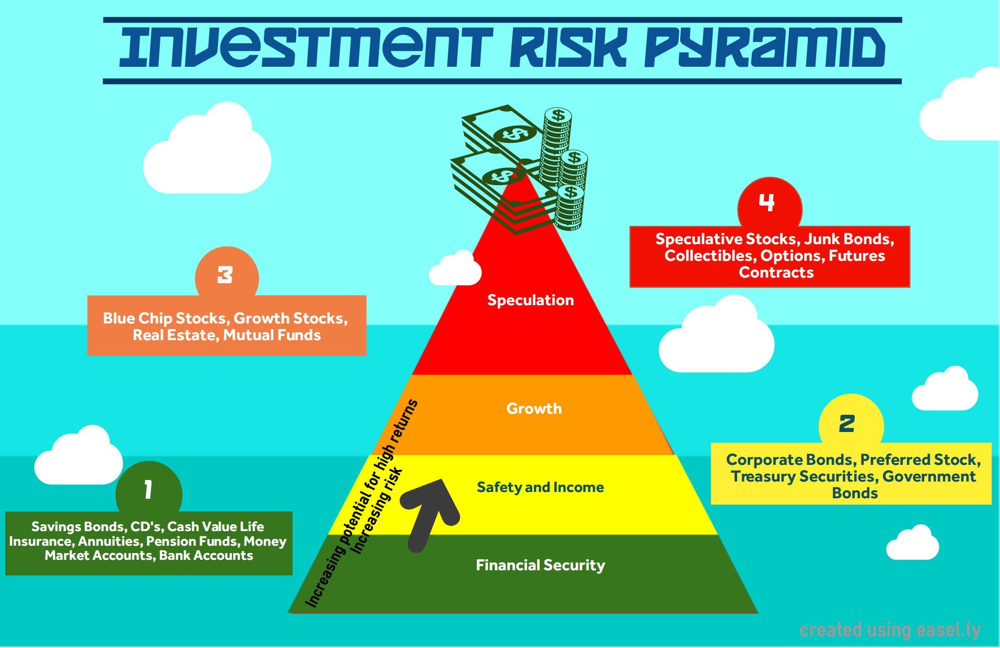 INVESTMENT RISK PYRAMID
$
$
$
$
$
4
Speculative Stocks, Junk Bonds,
Collectibles, Options, Futures
Contracts
3
Blue Chip Stocks, Growth Stocks,
Real Estate, Mutual Funds
Speculation
Growth
2
Corporate Bonds, Preferred Stock,
Treasury Securities, Government
Bonds
1
Savings Bonds, CD's, Cash Value Life
Insurance, Annuities, Pension Funds, Money
Market Accounts, Bank Accounts
Increasing potential for high returns
Increasing risk
Safety and Income
Financial Security
created using easel.ly